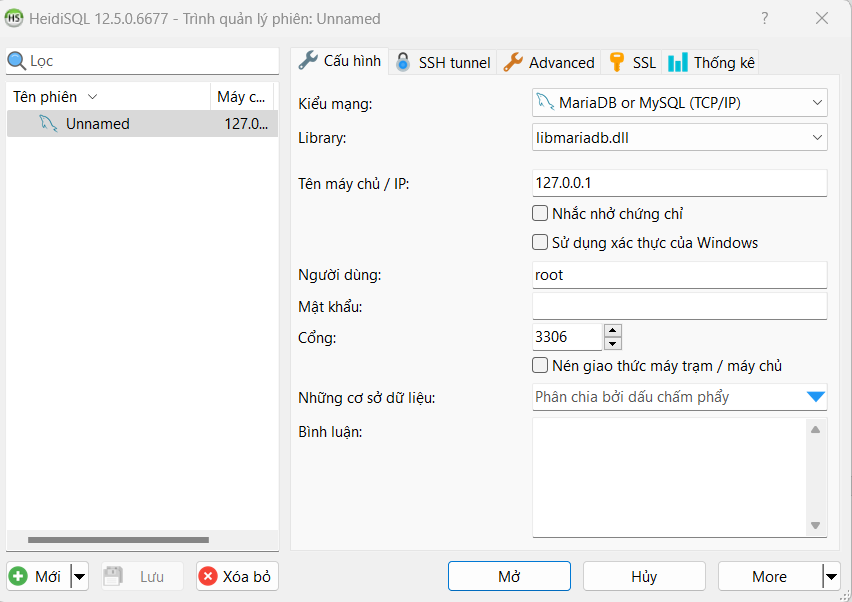 HeidiSQL 12.5.0.6677 - Trình quản lý phiên: Unnamed
Lọc
Tên phiên Máy c...
Unnamed 127.0...
Cấu hình SSH tunnel Advanced SSL Thống kê
Kiểu mạng: MariaDB or MySQL (TCP/IP)
Library: libmariadb.dll
Tên máy chủ / IP: 127.0.0.1
Nhắc nhở chứng chỉ
Sử dụng xác thực của Windows
Người dùng: root
Mật khẩu:
Cổng: 3306
Nén giao thức máy trạm / máy chủ
Những cơ sở dữ liệu: Phân chia bởi dấu chấm phẩy
Bình luận:
Mới Lưu Xóa bỏ Mở Hủy More